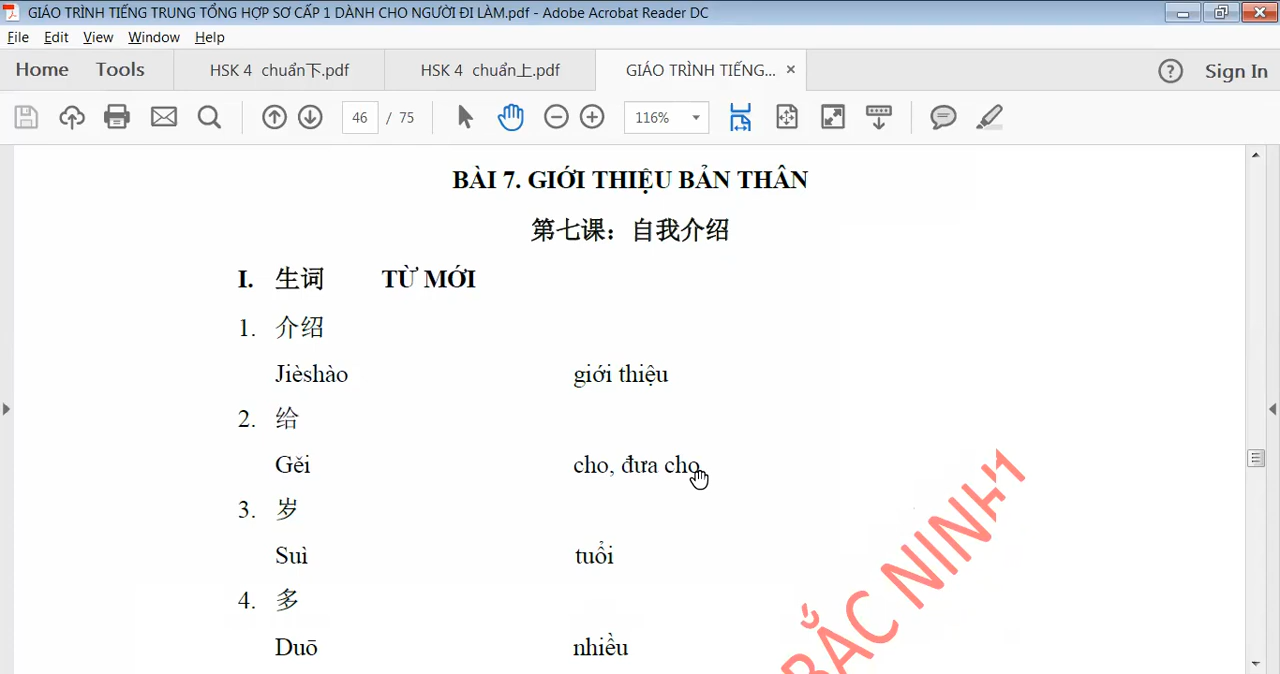 GIÁO TRÌNH TIẾNG TRUNG TỔNG HỢP SƠ CẤP 1 DÀNH CHO NGƯỜI ĐI LÀM.pdf - Adobe Acrobat Reader DC
File Edit View Window Help
Home Tools HSK 4 chuẩn下.pdf HSK 4 chuẩn上.pdf GIÁO TRÌNH TIẾNG... × Sign In
46 / 75 116%
BÀI 7. GIỚI THIỆU BẢN THÂN
第七课：自我介绍
I. 生词 TỪ MỚI
1. 介绍
Jièshào giới thiệu
2. 给
Gěi cho, đưa cho
3. 岁
Suì tuổi
4. 多
Duō nhiều
BẮC NINH1